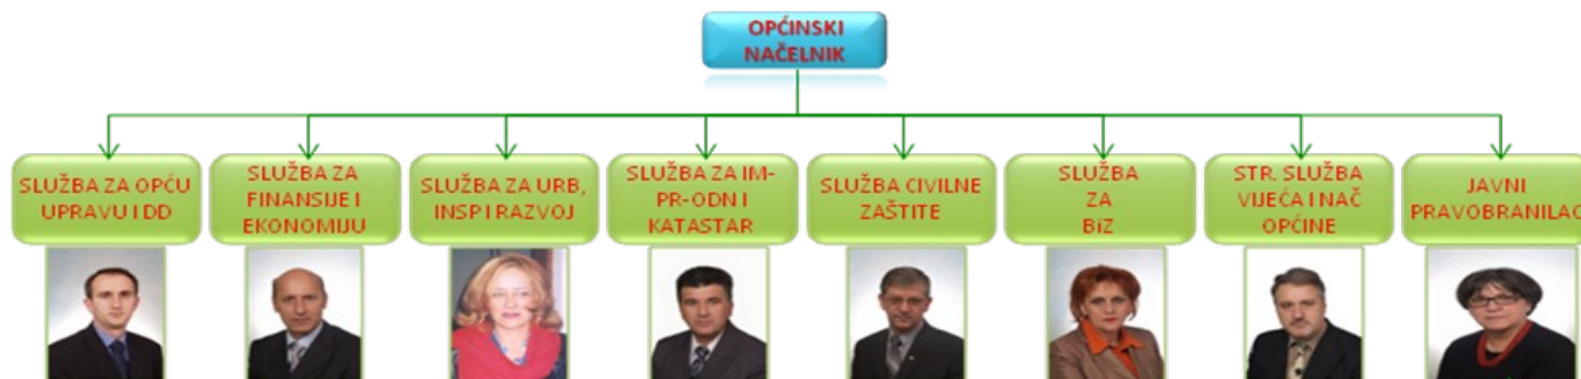 OPĆINSKI
NAČELNIK
SLUŽBA ZA OPĆU
UPRAVU I DD
SLUŽBA ZA
FINANSIJE I
EKONOMIJU
SLUŽBA ZA URB,
INSP I RAZVOJ
SLUŽBA ZA IM-
PR-ODN I
KATASTAR
SLUŽBA CIVILNE
ZAŠTITE
SLUŽBA
ZA
BiZ
STR. SLUŽBA
VIJEĆA I NAČ
OPĆINE
JAVNI
PRAVOBRANILAC